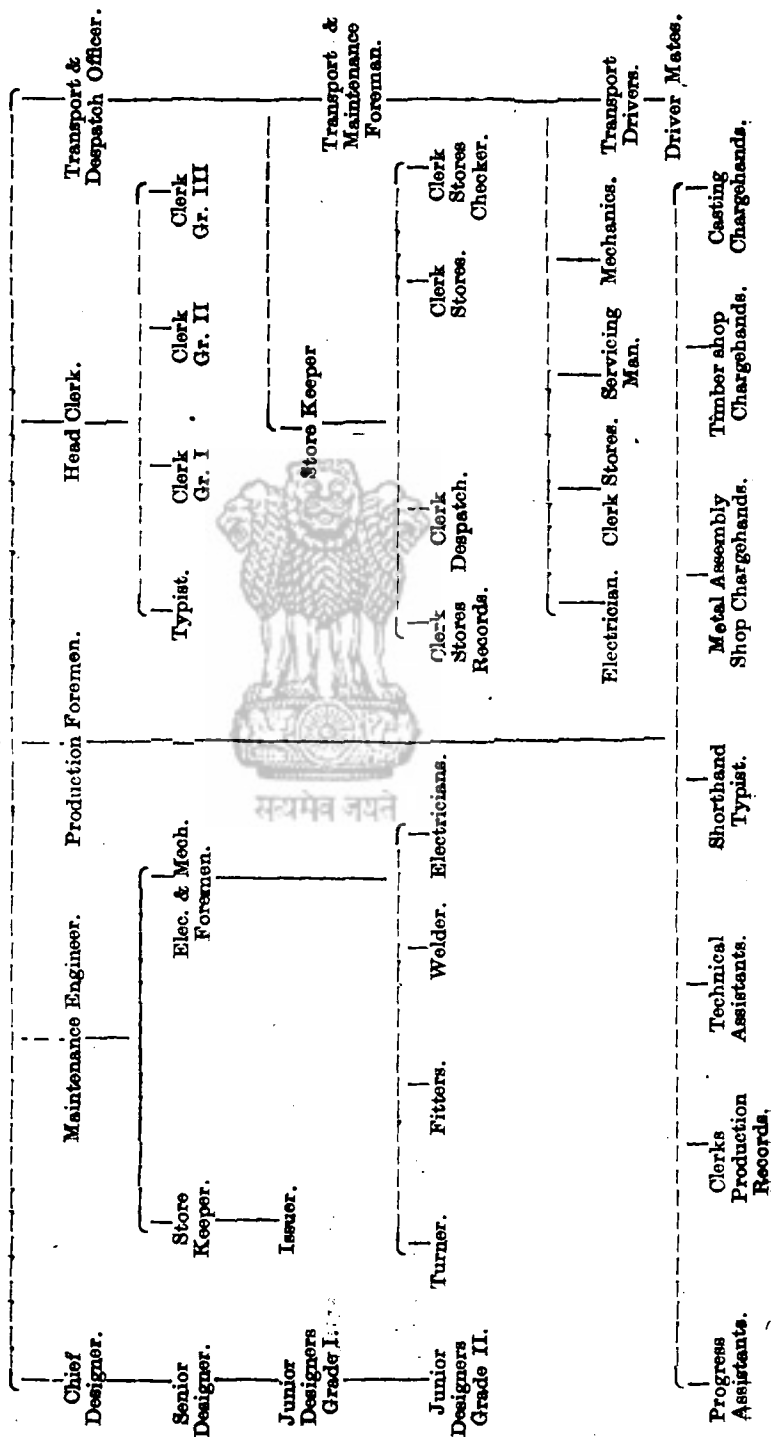 Chief
Designer.
Maintenance Engineer.
Production Foremen.
Head Clerk.
Transport &
Despatch Officer.
Senior
Designer.
Store
Keeper.
Elec. & Mech.
Foremen.
Typist.
Clerk
Gr. I
Clerk
Gr. II
Clerk
Gr. III
Junior
Designers
Grade I.
Issuer.
Store Keeper
Transport &
Maintenance
Foreman.
Junior
Designers
Grade II.
Turner.
Fitters.
Welder.
Electricians.
Clerk
Stores
Records.
Clerk
Despatch.
Clerk
Stores.
Clerk
Stores
Checker.
सत्यमेव जयते
Electrician.
Clerk Stores.
Servicing
Man.
Mechanics.
Transport
Drivers.
Driver Mates.
Progress
Assistants.
Clerks
Production
Records.
Technical
Assistants.
Shorthand
Typist.
Metal Assembly
Shop Chargehands.
Timber shop
Chargehands.
Casting
Chargehands.